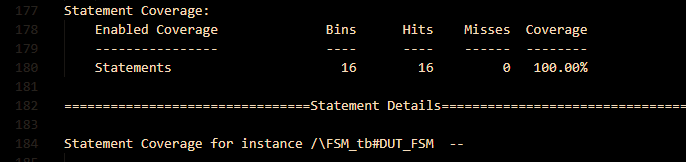 177 Statement Coverage:
178 Enabled Coverage Bins Hits Misses Coverage
179 ---------------- ---- ---- ------ --------
180 Statements 16 16 0 100.00%
181
182 ================================Statement Details================================
183
184 Statement Coverage for instance /\FSM_tb#DUT_FSM --